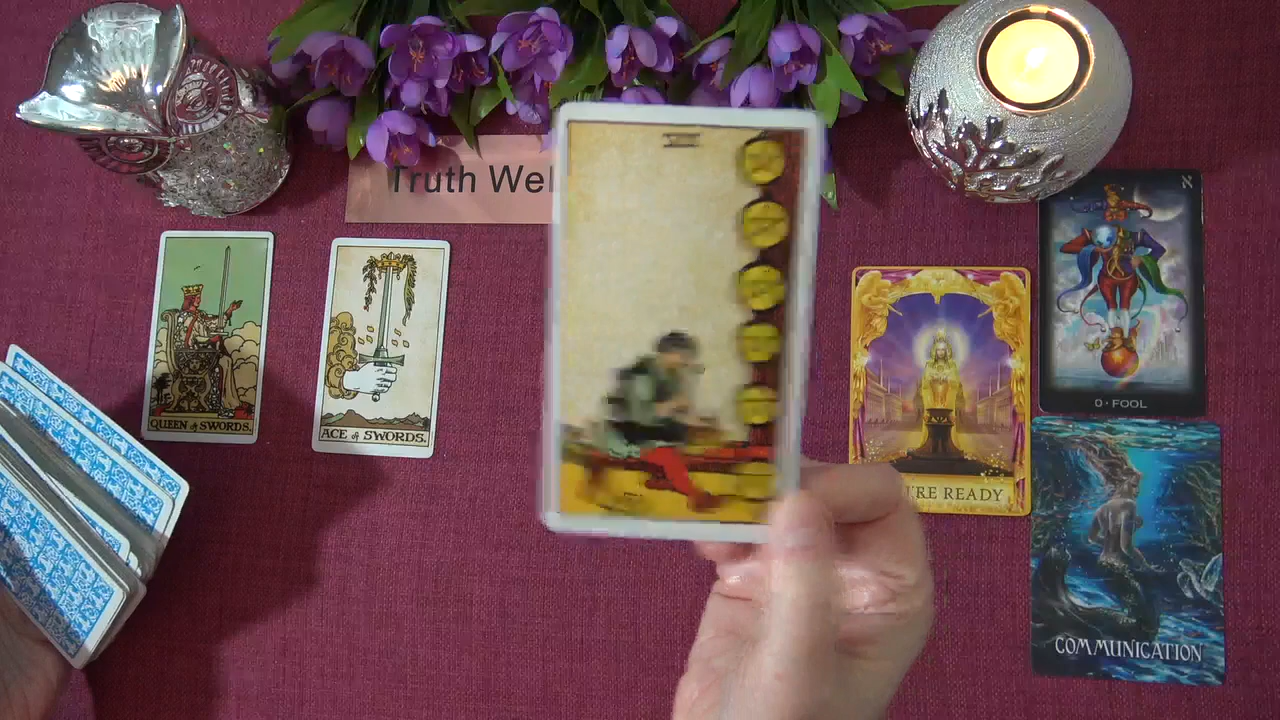 Truth Wel
QUEEN of SWORDS.
ACE of SWORDS.
'RE READY
0 · FOOL
א
COMMUNICATION